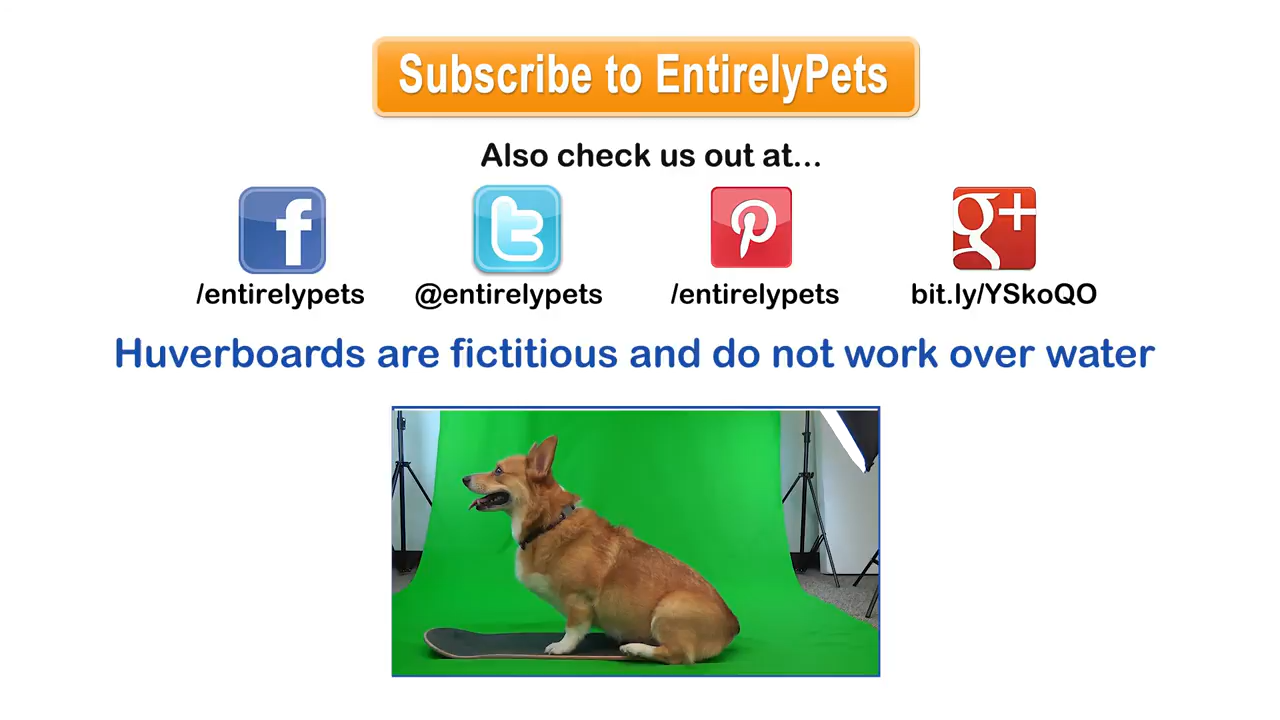 Subscribe to EntirelyPets
Also check us out at...
/entirelypets
@entirelypets
/entirelypets
bit.ly/YSkoQO
Huverboards are fictitious and do not work over water